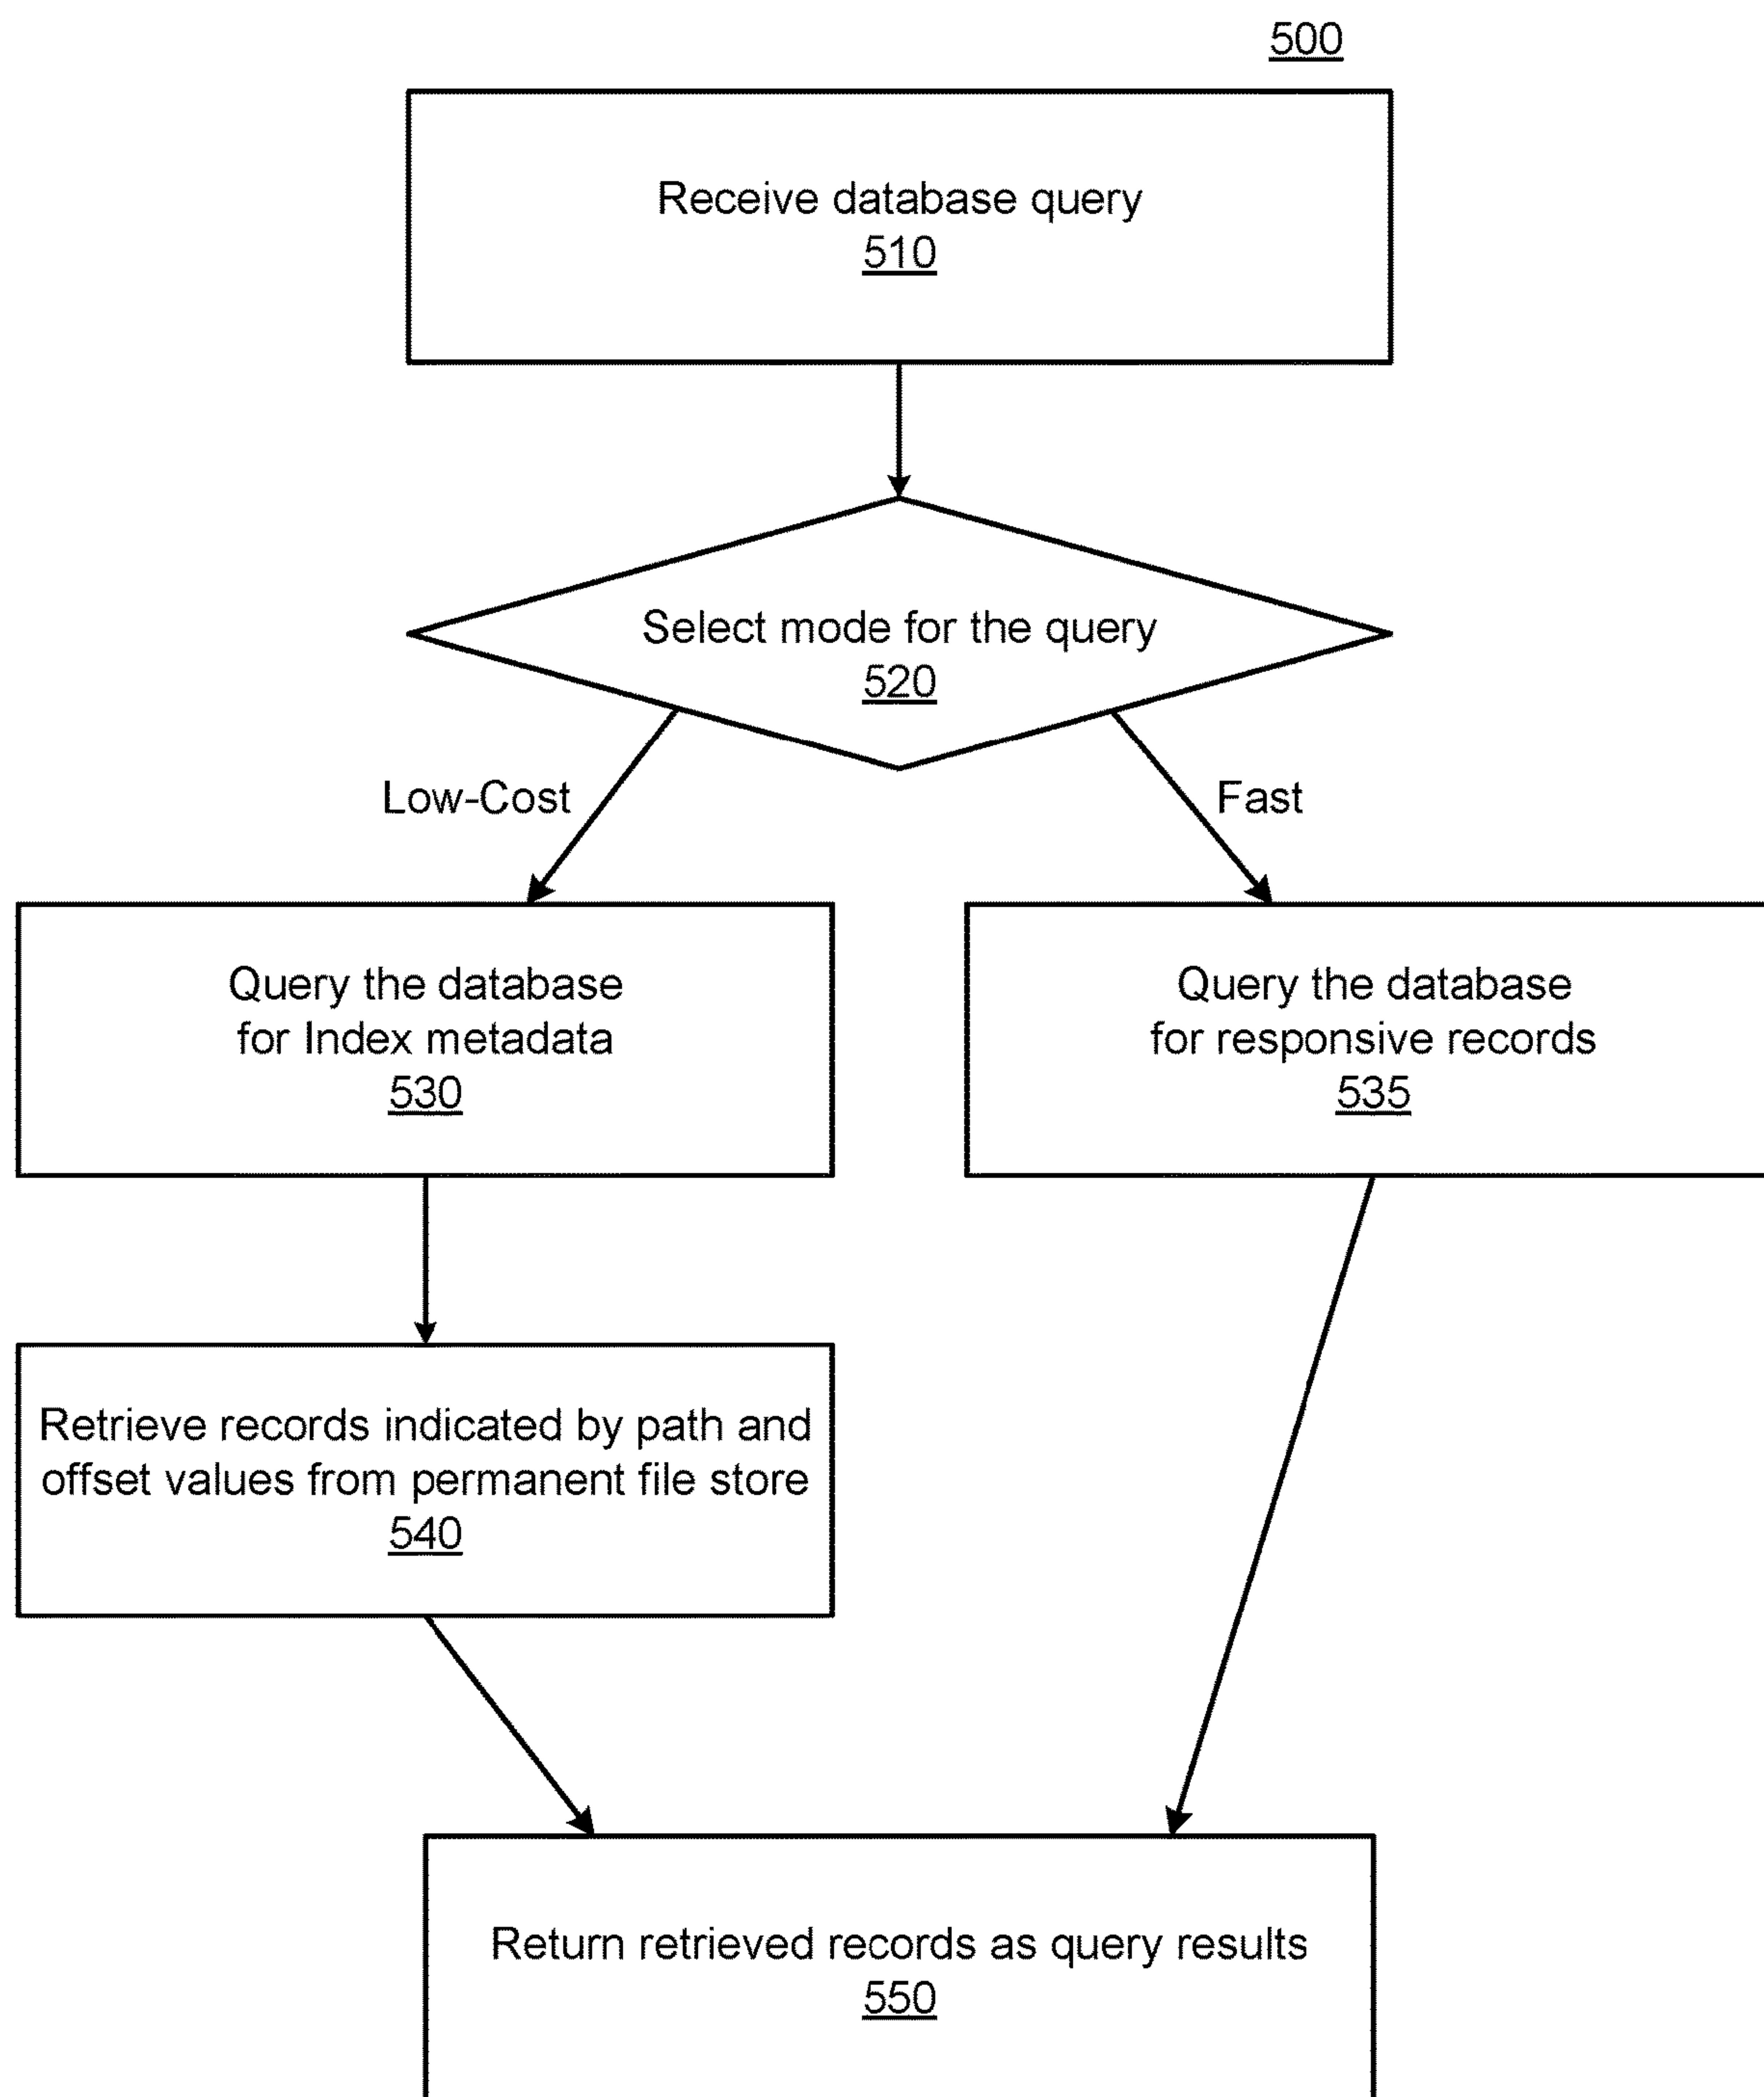 500
Receive database query
510
Select mode for the query
520
Low-Cost
Fast
Query the database
for Index metadata
530
Query the database
for responsive records
535
Retrieve records indicated by path and
offset values from permanent file store
540
Return retrieved records as query results
550